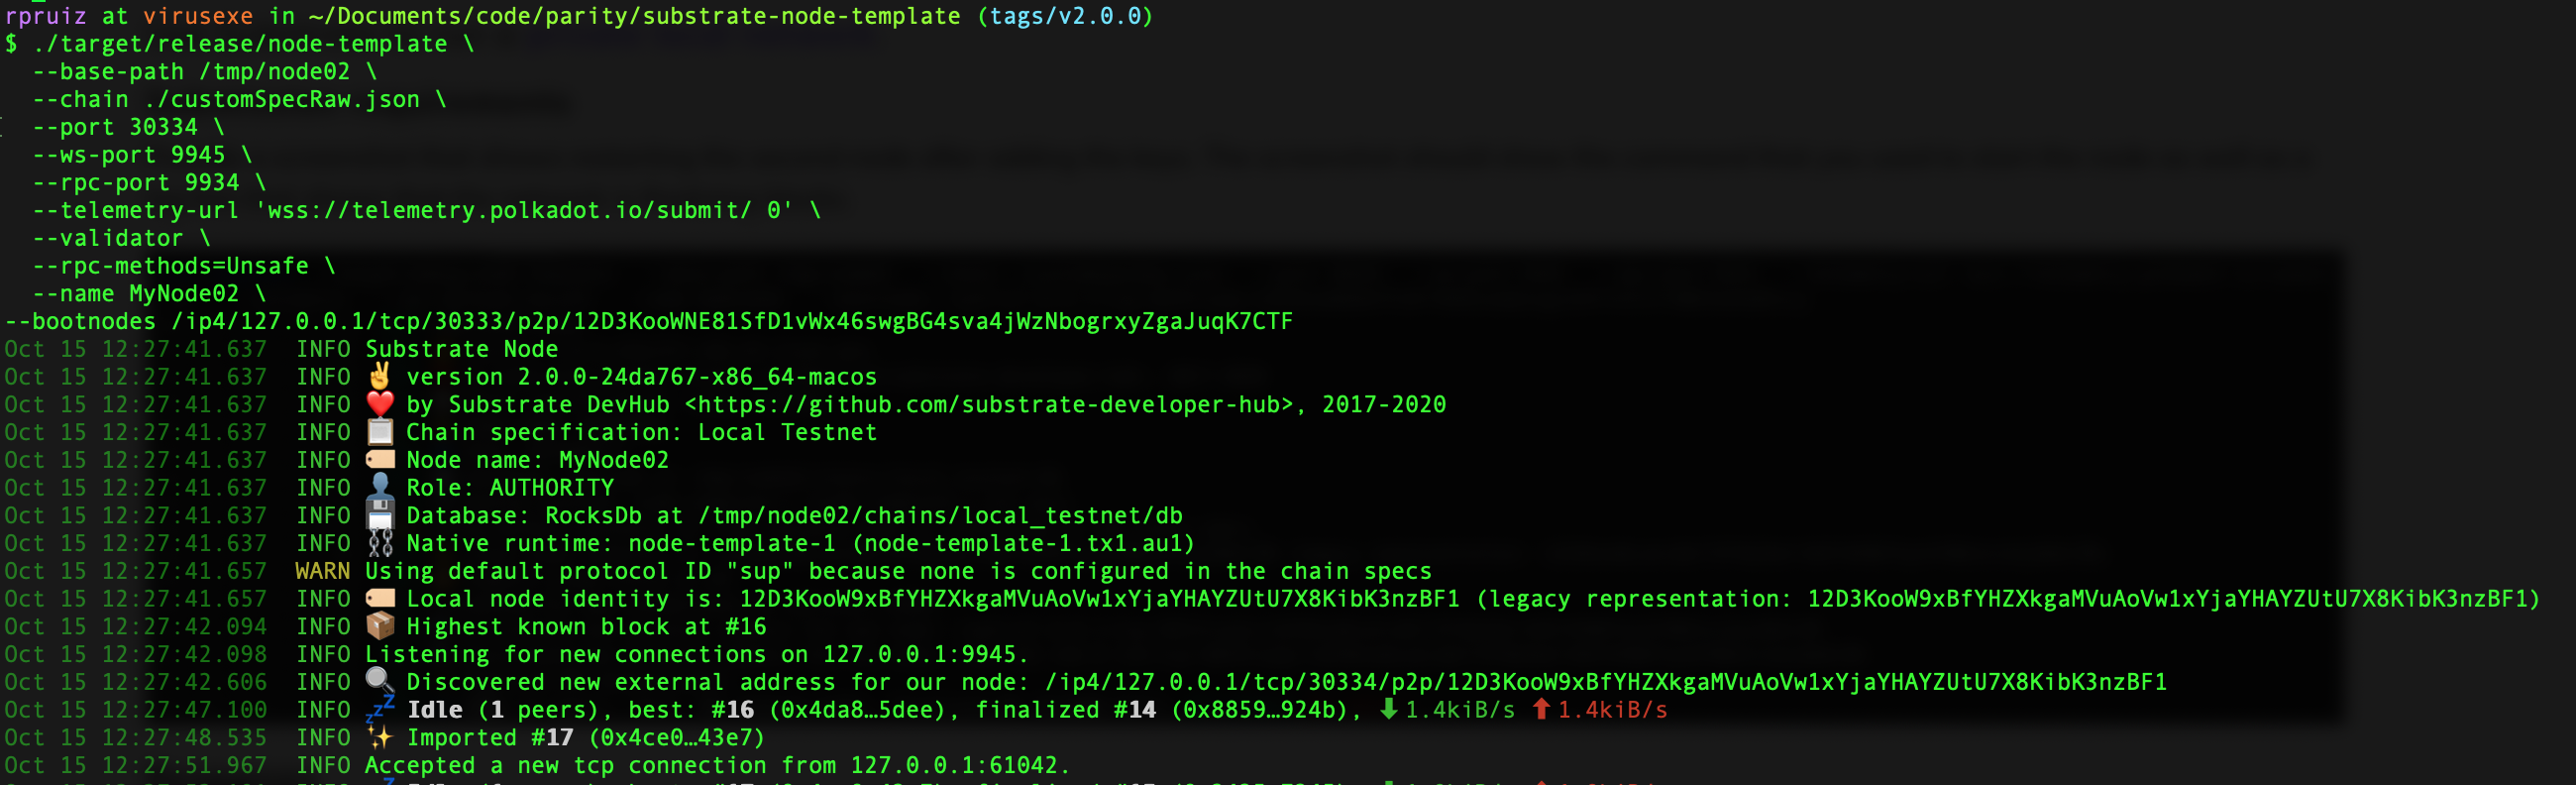 rpruiz at virusexe in ~/Documents/code/parity/substrate-node-template (tags/v2.0.0)
$ ./target/release/node-template \
--base-path /tmp/node02 \
--chain ./customSpecRaw.json \
--port 30334 \
--ws-port 9945 \
--rpc-port 9934 \
--telemetry-url 'wss://telemetry.polkadot.io/submit/ 0' \
--validator \
--rpc-methods=Unsafe \
--name MyNode02 \
--bootnodes /ip4/127.0.0.1/tcp/30333/p2p/12D3KooWNE81SfD1vWx46swgBG4sva4jWzNbogrxyZgaJuqK7CTF
Oct 15 12:27:41.637 INFO Substrate Node
Oct 15 12:27:41.637 INFO ✌️ version 2.0.0-24da767-x86_64-macos
Oct 15 12:27:41.637 INFO ❤️ by Substrate DevHub <https://github.com/substrate-developer-hub>, 2017-2020
Oct 15 12:27:41.637 INFO 📋 Chain specification: Local Testnet
Oct 15 12:27:41.637 INFO 🏷 Node name: MyNode02
Oct 15 12:27:41.637 INFO 👤 Role: AUTHORITY
Oct 15 12:27:41.637 INFO 💾 Database: RocksDb at /tmp/node02/chains/local_testnet/db
Oct 15 12:27:41.637 INFO ⛓ Native runtime: node-template-1 (node-template-1.tx1.au1)
Oct 15 12:27:41.657 WARN Using default protocol ID "sup" because none is configured in the chain specs
Oct 15 12:27:41.657 INFO 🏷 Local node identity is: 12D3KooW9xBfYHZXkgaMVuAoVw1xYjaYHAYZUtU7X8KibK3nzBF1 (legacy representation: 12D3KooW9xBfYHZXkgaMVuAoVw1xYjaYHAYZUtU7X8KibK3nzBF1)
Oct 15 12:27:42.094 INFO 📦 Highest known block at #16
Oct 15 12:27:42.098 INFO Listening for new connections on 127.0.0.1:9945.
Oct 15 12:27:42.606 INFO 🔍 Discovered new external address for our node: /ip4/127.0.0.1/tcp/30334/p2p/12D3KooW9xBfYHZXkgaMVuAoVw1xYjaYHAYZUtU7X8KibK3nzBF1
Oct 15 12:27:47.100 INFO 💤 Idle (1 peers), best: #16 (0x4da8…5dee), finalized #14 (0x8859…924b), ⬇ 1.4kiB/s ⬆ 1.4kiB/s
Oct 15 12:27:48.535 INFO ✨ Imported #17 (0x4ce0…43e7)
Oct 15 12:27:51.967 INFO Accepted a new tcp connection from 127.0.0.1:61042.